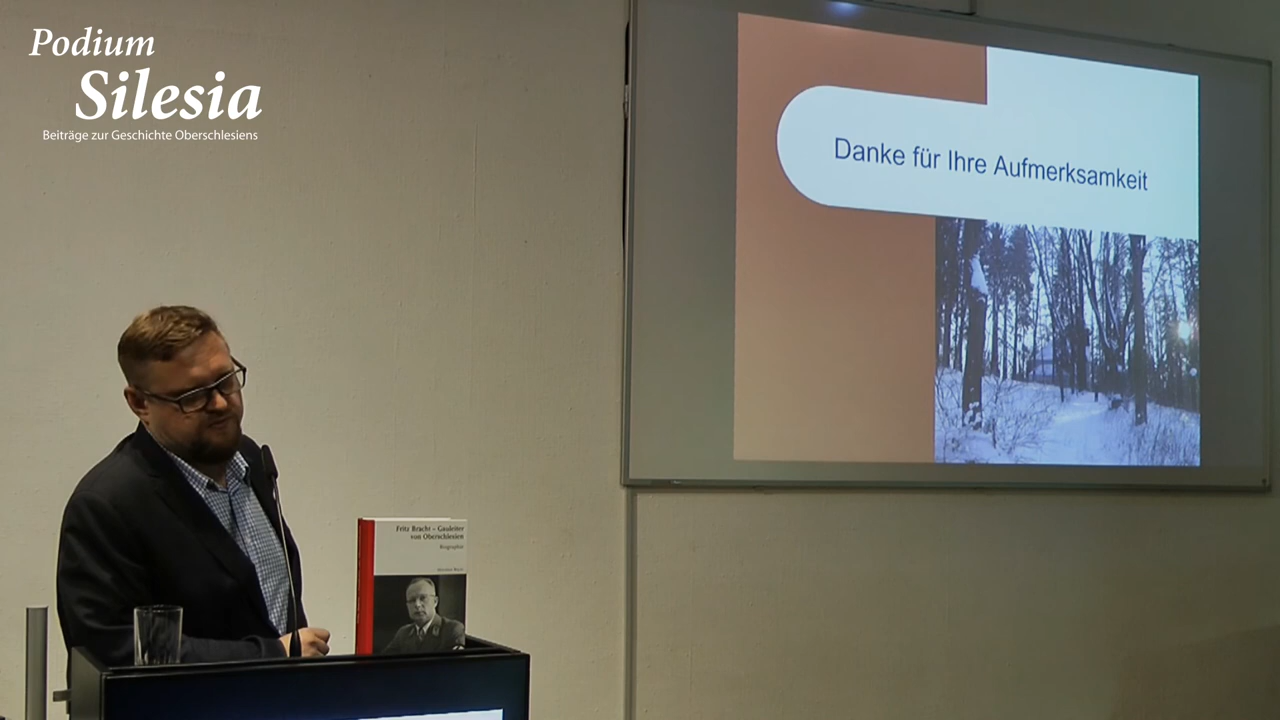 Podium
Silesia
Beiträge zur Geschichte Oberschlesiens
Danke für Ihre Aufmerksamkeit
Fritz Bracht – Gauleiter
von Oberschlesien
Biographie